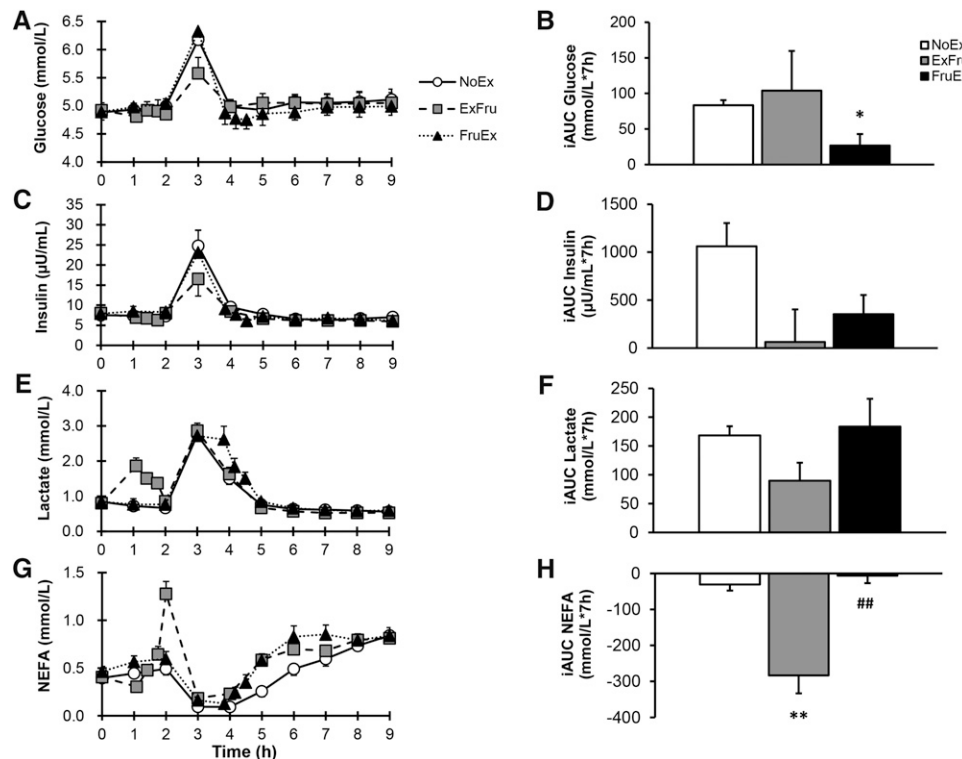 A
Glucose (mmol/L)
6.5
6.0
5.5
5.0
4.5
4.0
0 1 2 3 4 5 6 7 8 9
NoEx
ExFru
FruEx
B
iAUC Glucose
(mmol/L*7h)
200
150
100
50
0
*
NoEx
ExFru
FruE
C
Insulin (µU/mL)
35
30
25
20
15
10
5
0
0 1 2 3 4 5 6 7 8 9
D
iAUC Insulin
(µU/mL*7h)
1500
1000
500
0
E
Lactate (mmol/L)
4.0
3.0
2.0
1.0
0.0
0 1 2 3 4 5 6 7 8 9
F
iAUC Lactate
(mmol/L*7h)
250
200
150
100
50
0
G
NEFA (mmol/L)
1.5
1.0
0.5
0.0
0 1 2 3 4 5 6 7 8 9
Time (h)
H
iAUC NEFA
(mmol/L*7h)
0
-100
-200
-300
-400
**
##